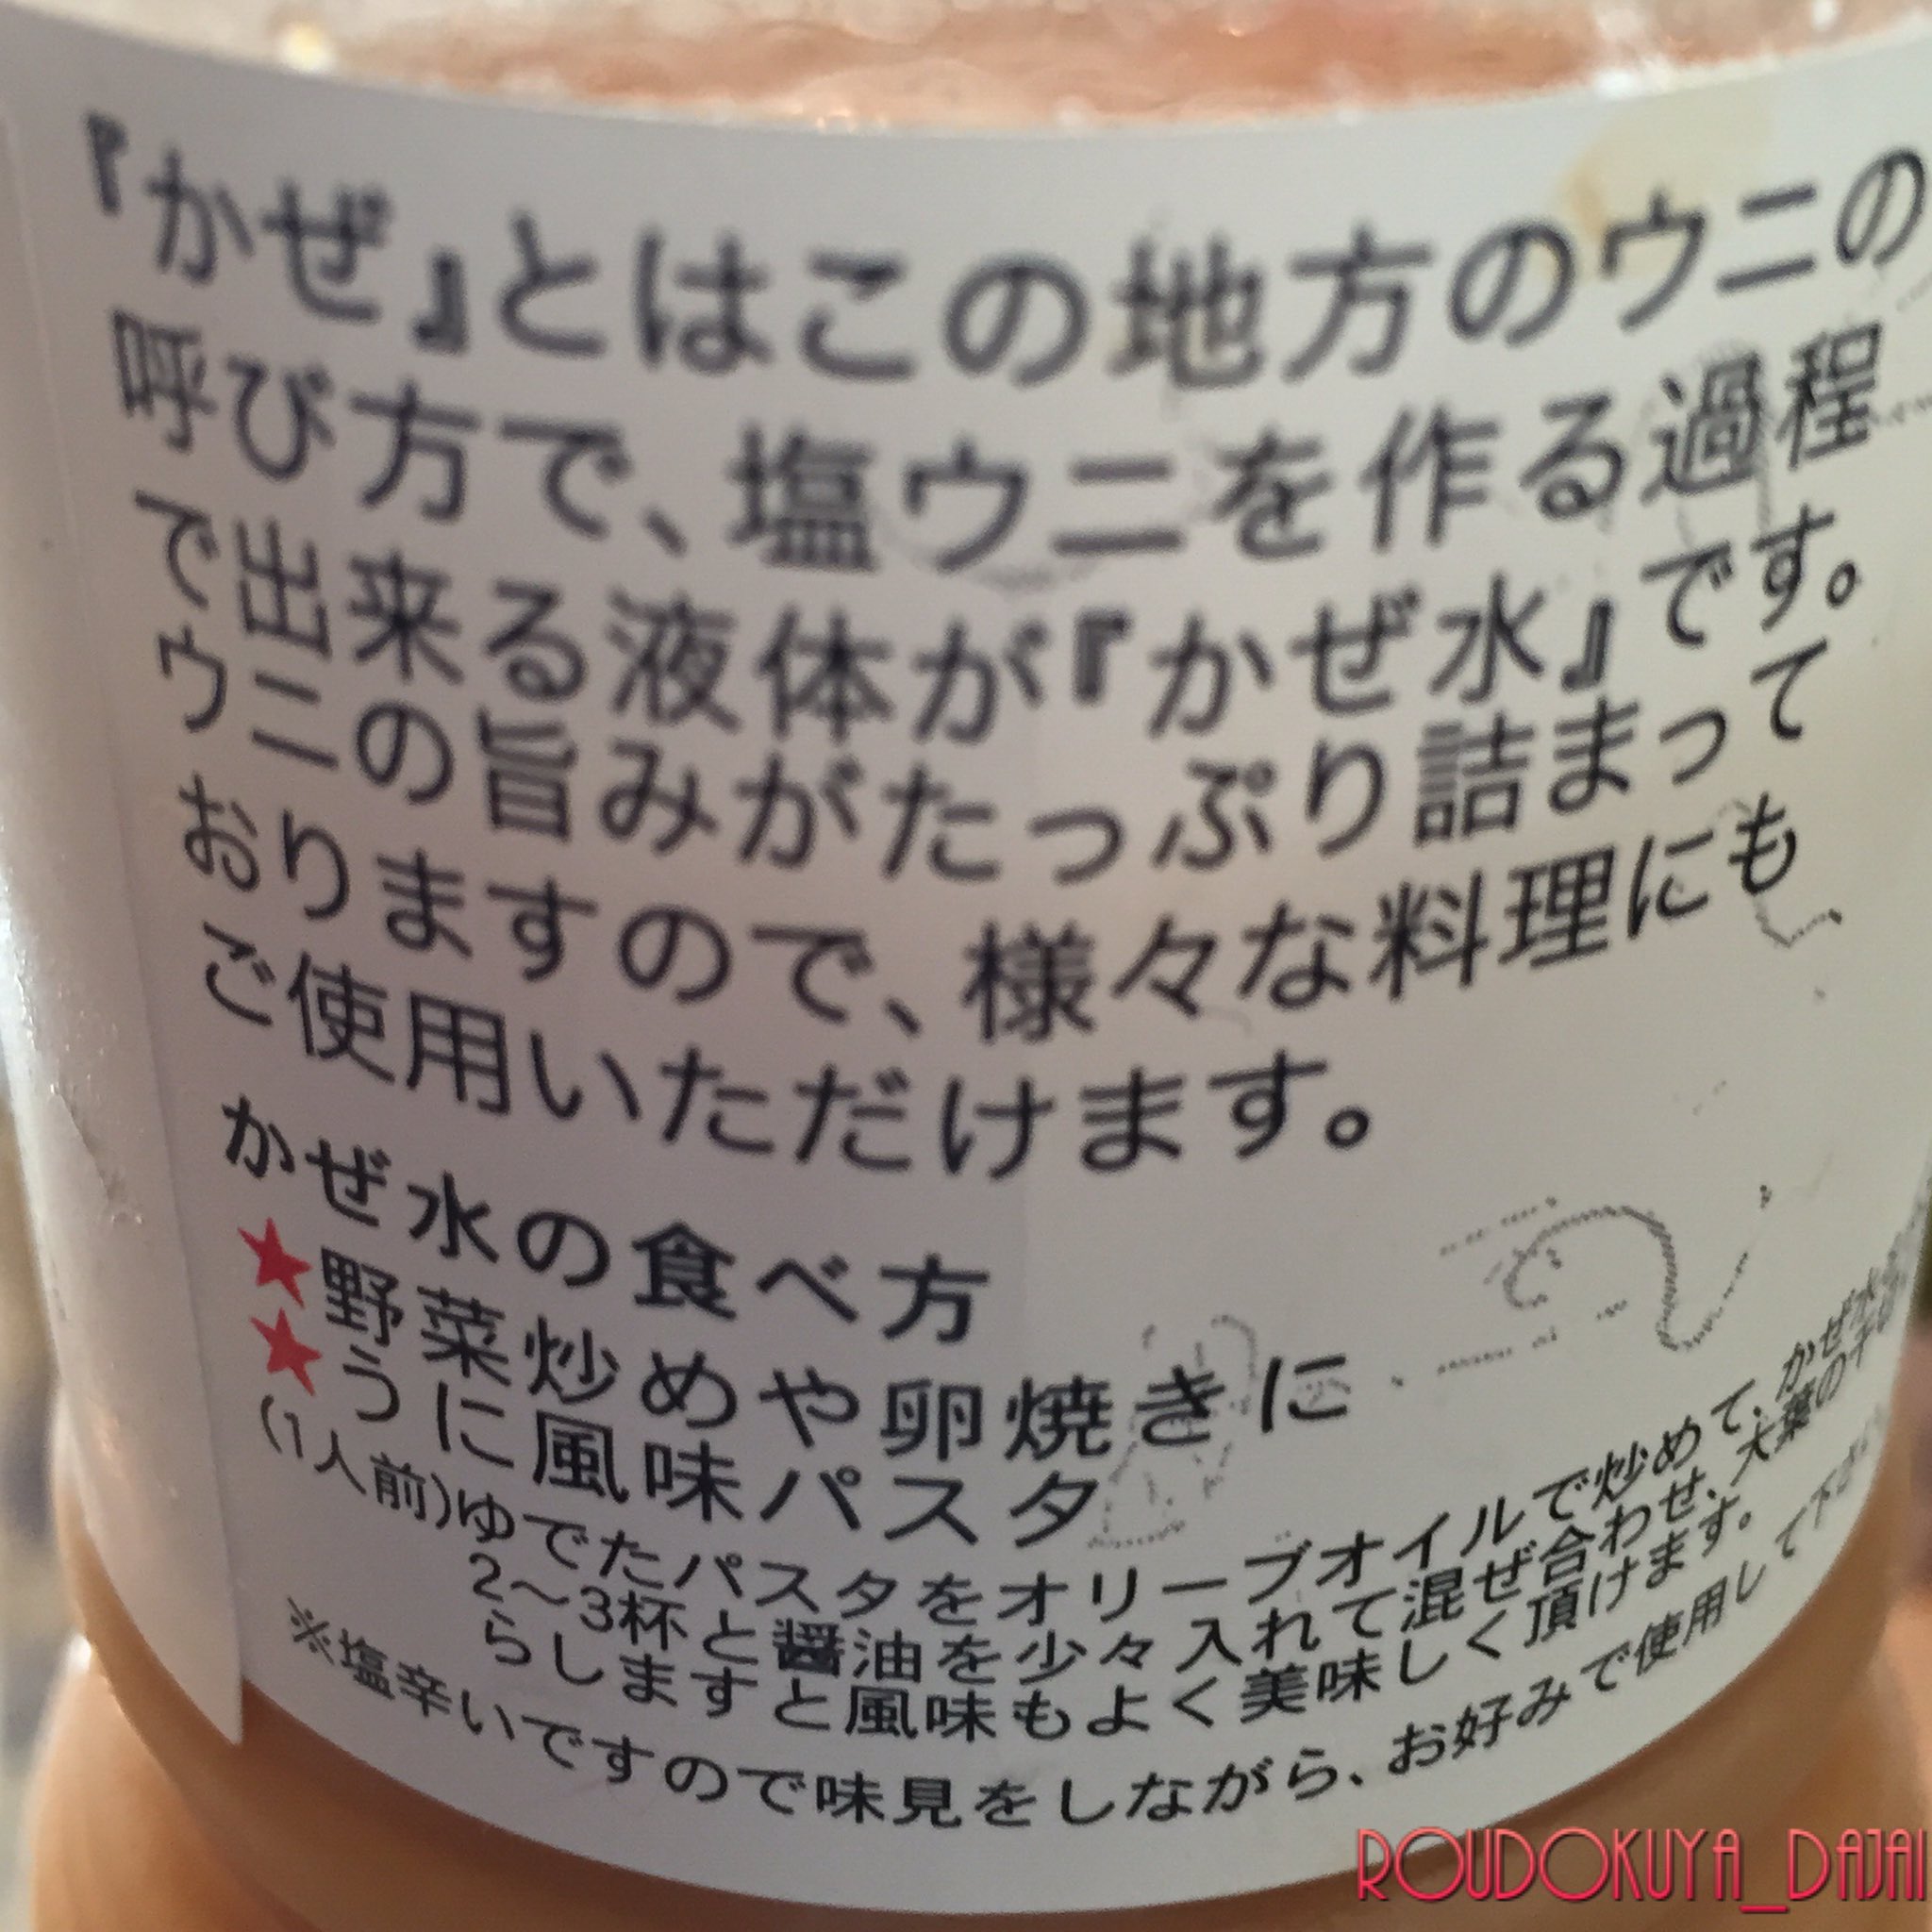 『かぜ』とはこの地方のウニの
呼び方で、塩ウニを作る過程
で出来る液体が『かぜ水』です。
ウニの旨みがたっぷり詰まって
おりますので、様々な料理にも
ご使用いただけます。
かぜ水の食べ方
★野菜炒めや卵焼きに
★うに風味パスタ
(1人前)ゆでたパスタをオリーブオイルで炒めて、かぜ水
2～3杯と醤油を少々入れて混ぜ合わせ、大葉の千
らしますと風味もよく美味しく頂けます。
※塩辛いですので味見をしながら、お好みで使用して下さ
ROUDOKUYA_DAJAI